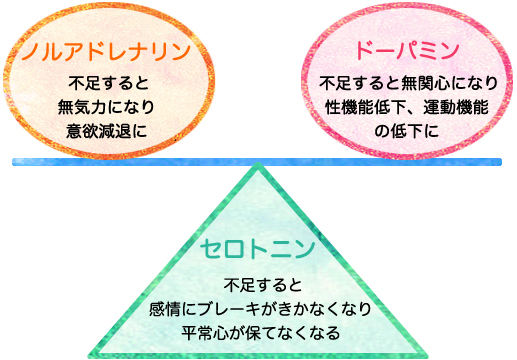 ノルアドレナリン
不足すると
無気力になり
意欲減退に
ドーパミン
不足すると無関心になり
性機能低下、運動機能
の低下に
セロトニン
不足すると
感情にブレーキがきかなくなり
平常心が保てなくなる